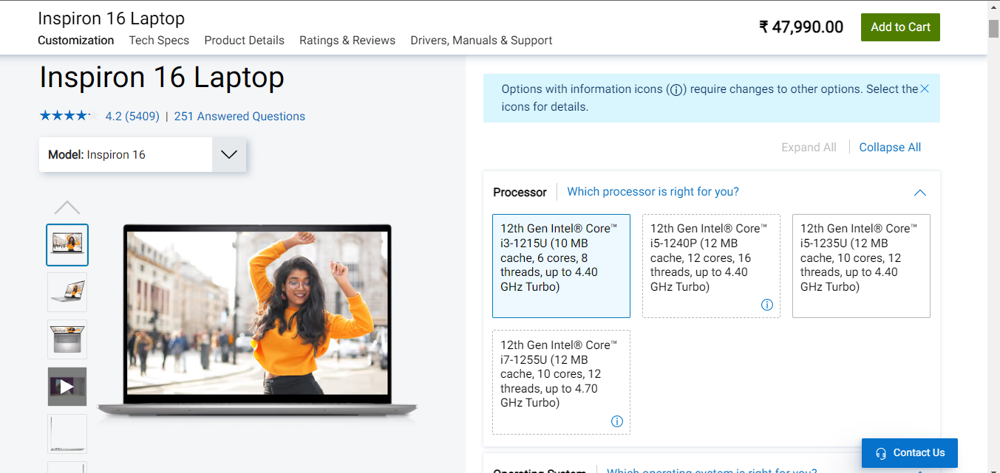 Inspiron 16 Laptop
₹ 47,990.00
Add to Cart
Customization Tech Specs Product Details Ratings & Reviews Drivers, Manuals & Support
Inspiron 16 Laptop
4.2 (5409) | 251 Answered Questions
Model: Inspiron 16
Options with information icons (ⓘ) require changes to other options. Select the
icons for details.
Expand All
Collapse All
Processor
Which processor is right for you?
12th Gen Intel® Core™
i3-1215U (10 MB
cache, 6 cores, 8
threads, up to 4.40
GHz Turbo)
12th Gen Intel® Core™
i5-1240P (12 MB
cache, 12 cores, 16
threads, up to 4.40
GHz Turbo)
12th Gen Intel® Core™
i5-1235U (12 MB
cache, 10 cores, 12
threads, up to 4.40
GHz Turbo)
12th Gen Intel® Core™
i7-1255U (12 MB
cache, 10 cores, 12
threads, up to 4.70
GHz Turbo)
Contact Us
Operating System
Which operating system is right for you?